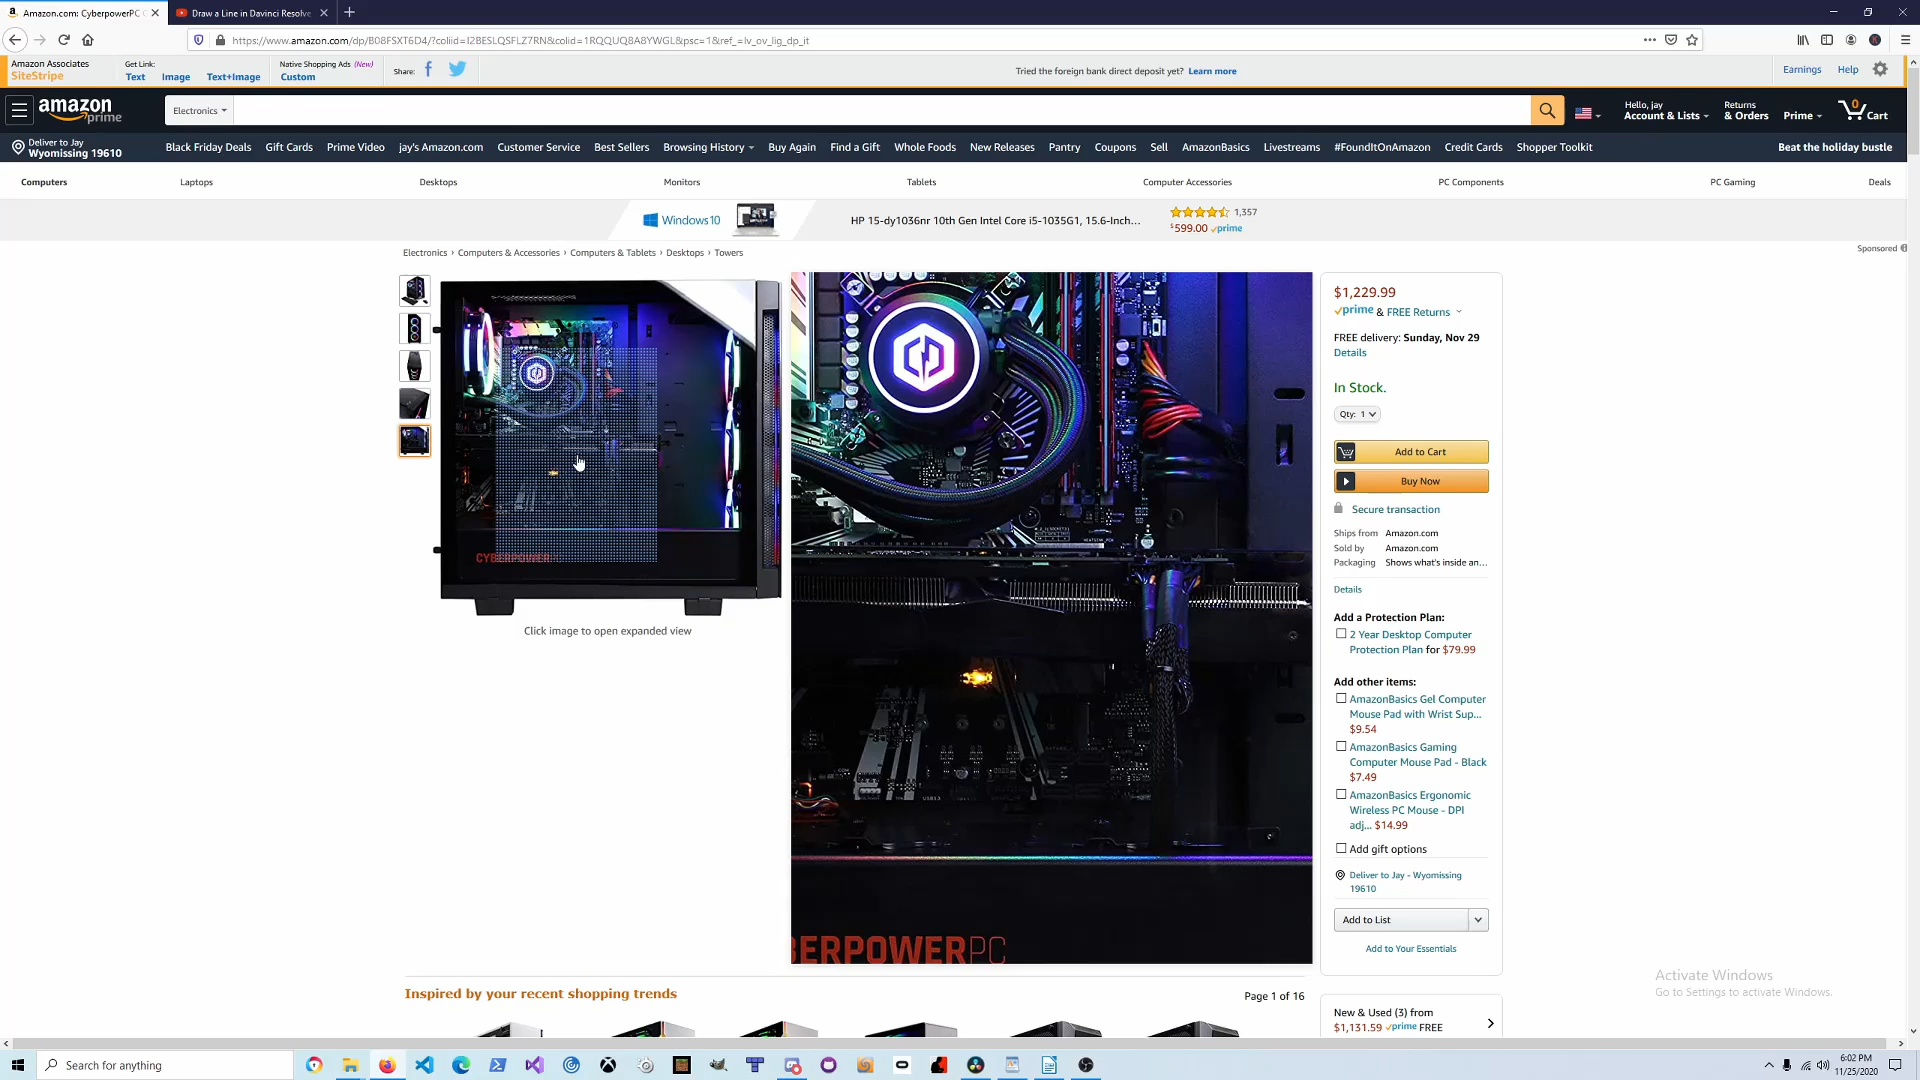 Amazon.com: CyberpowerPC
Draw a Line in Davinci Resolve
https://www.amazon.com/dp/B08FSXT6D4/?coliid=I2BESLQSFLZ7RN&colid=1RQQUQ8A8YWGL&psc=1&ref_=lv_ov_lig_dp_it
Amazon Associates
SiteStripe
Get Link:
Text Image Text+Image
Native Shopping Ads (New)
Custom
Share:
Tried the foreign bank direct deposit yet? Learn more
Earnings Help
amazon
prime
Electronics
Hello, jay
Account & Lists
Returns
& Orders
Prime
0
Cart
Deliver to Jay
Wyomissing 19610
Black Friday Deals Gift Cards Prime Video jay's Amazon.com Customer Service Best Sellers Browsing History Buy Again Find a Gift Whole Foods New Releases Pantry Coupons Sell AmazonBasics Livestreams #FoundItOnAmazon Credit Cards Shopper Toolkit
Beat the holiday bustle
Computers Laptops Desktops Monitors Tablets Computer Accessories PC Components PC Gaming Deals
Windows10
HP 15-dy1036nr 10th Gen Intel Core i5-1035G1, 15.6-Inch...
1,357
$599.00 prime
Sponsored
Electronics › Computers & Accessories › Computers & Tablets › Desktops › Towers
CYBERPOWER
Click image to open expanded view
BERPOWERPC
$1,229.99
prime & FREE Returns
FREE delivery: Sunday, Nov 29
Details
In Stock.
Qty: 1
Add to Cart
Buy Now
Secure transaction
Ships from Amazon.com
Sold by Amazon.com
Packaging Shows what's inside an...
Details
Add a Protection Plan:
2 Year Desktop Computer
Protection Plan for $79.99
Add other items:
AmazonBasics Gel Computer
Mouse Pad with Wrist Sup...
$9.54
AmazonBasics Gaming
Computer Mouse Pad - Black
$7.49
AmazonBasics Ergonomic
Wireless PC Mouse - DPI
adj... $14.99
Add gift options
Deliver to Jay - Wyomissing
19610
Add to List
Add to Your Essentials
Inspired by your recent shopping trends
Page 1 of 16
New & Used (3) from
$1,131.59 prime FREE
Activate Windows
Go to Settings to activate Windows.
Search for anything
6:02 PM
11/25/2020